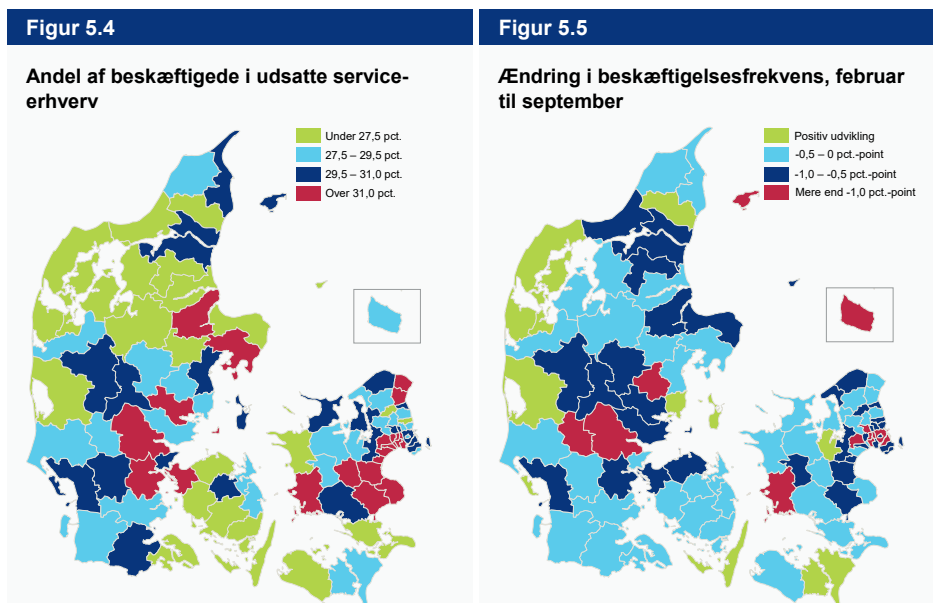 Figur 5.4
Andel af beskæftigede i udsatte service-
erhverv
Under 27,5 pct.
27,5 – 29,5 pct.
29,5 – 31,0 pct.
Over 31,0 pct.
Figur 5.5
Ændring i beskæftigelsesfrekvens, februar
til september
Positiv udvikling
-0,5 – 0 pct.-point
-1,0 – -0,5 pct.-point
Mere end -1,0 pct.-point